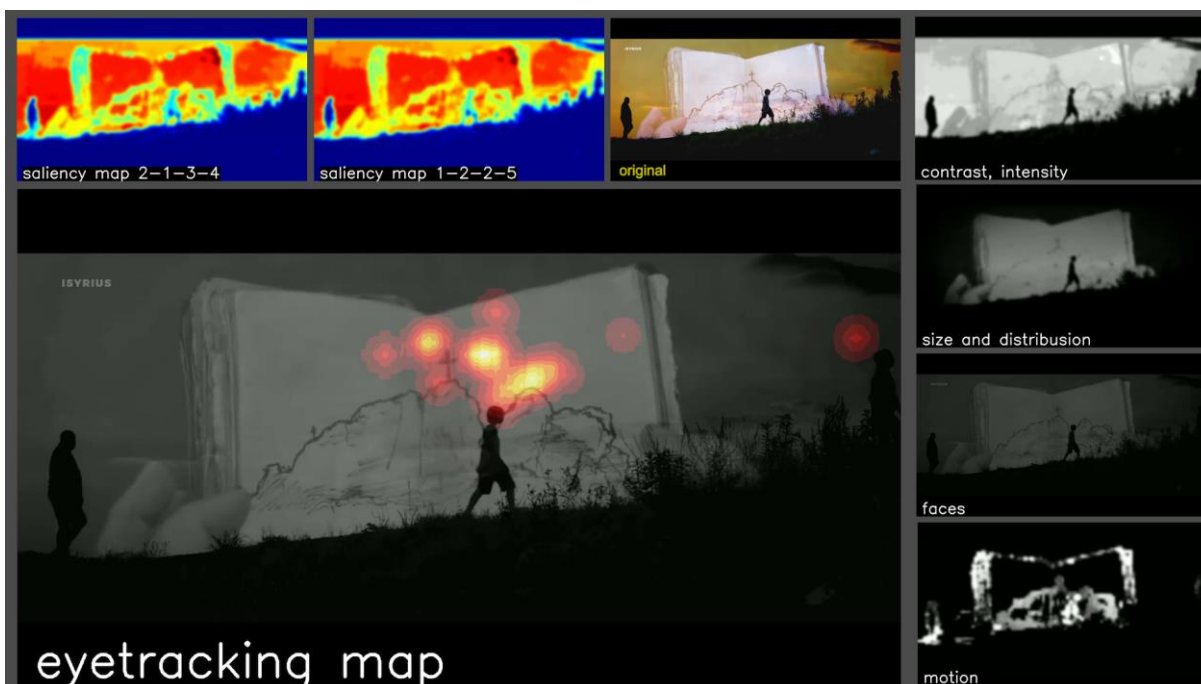 saliency map 2-1-3-4
saliency map 1-2-2-5
ISYRIUS
original
contrast, intensity
size and distribusion
faces
motion
ISYRIUS
eyetracking map